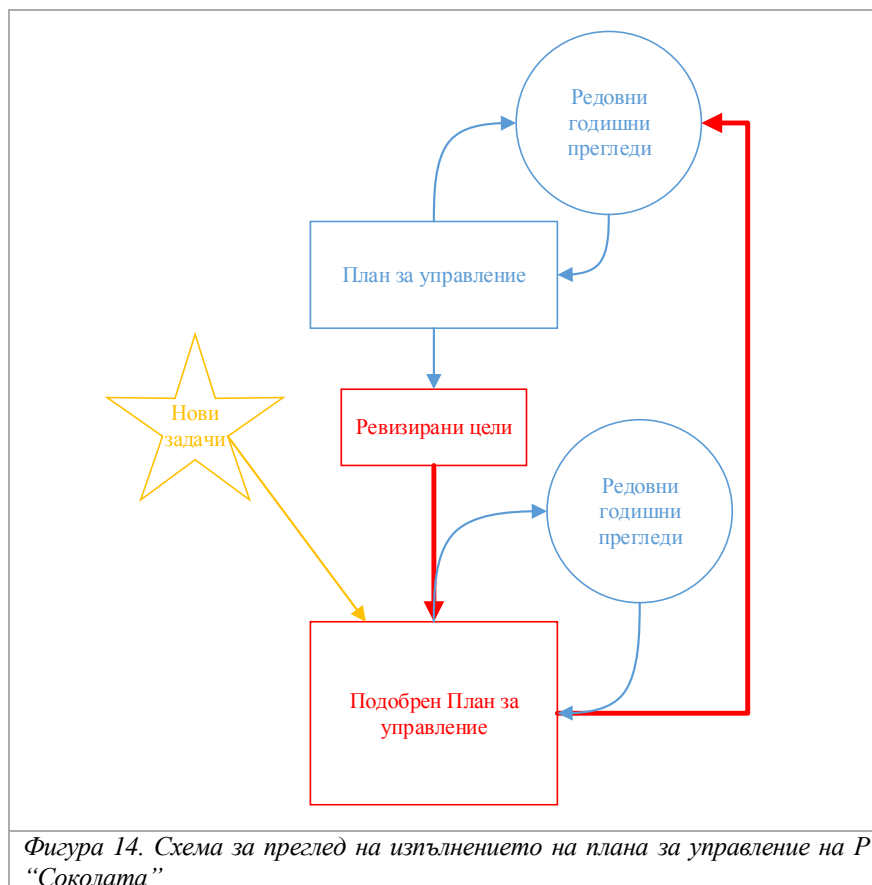 Редовни
годишни
прегледи
План за управление
Нови
задачи
Ревизирани цели
Редовни
годишни
прегледи
Подобрен План за
управление
Фигура 14. Схема за преглед на изпълнението на плана за управление на Р
“Соколата”